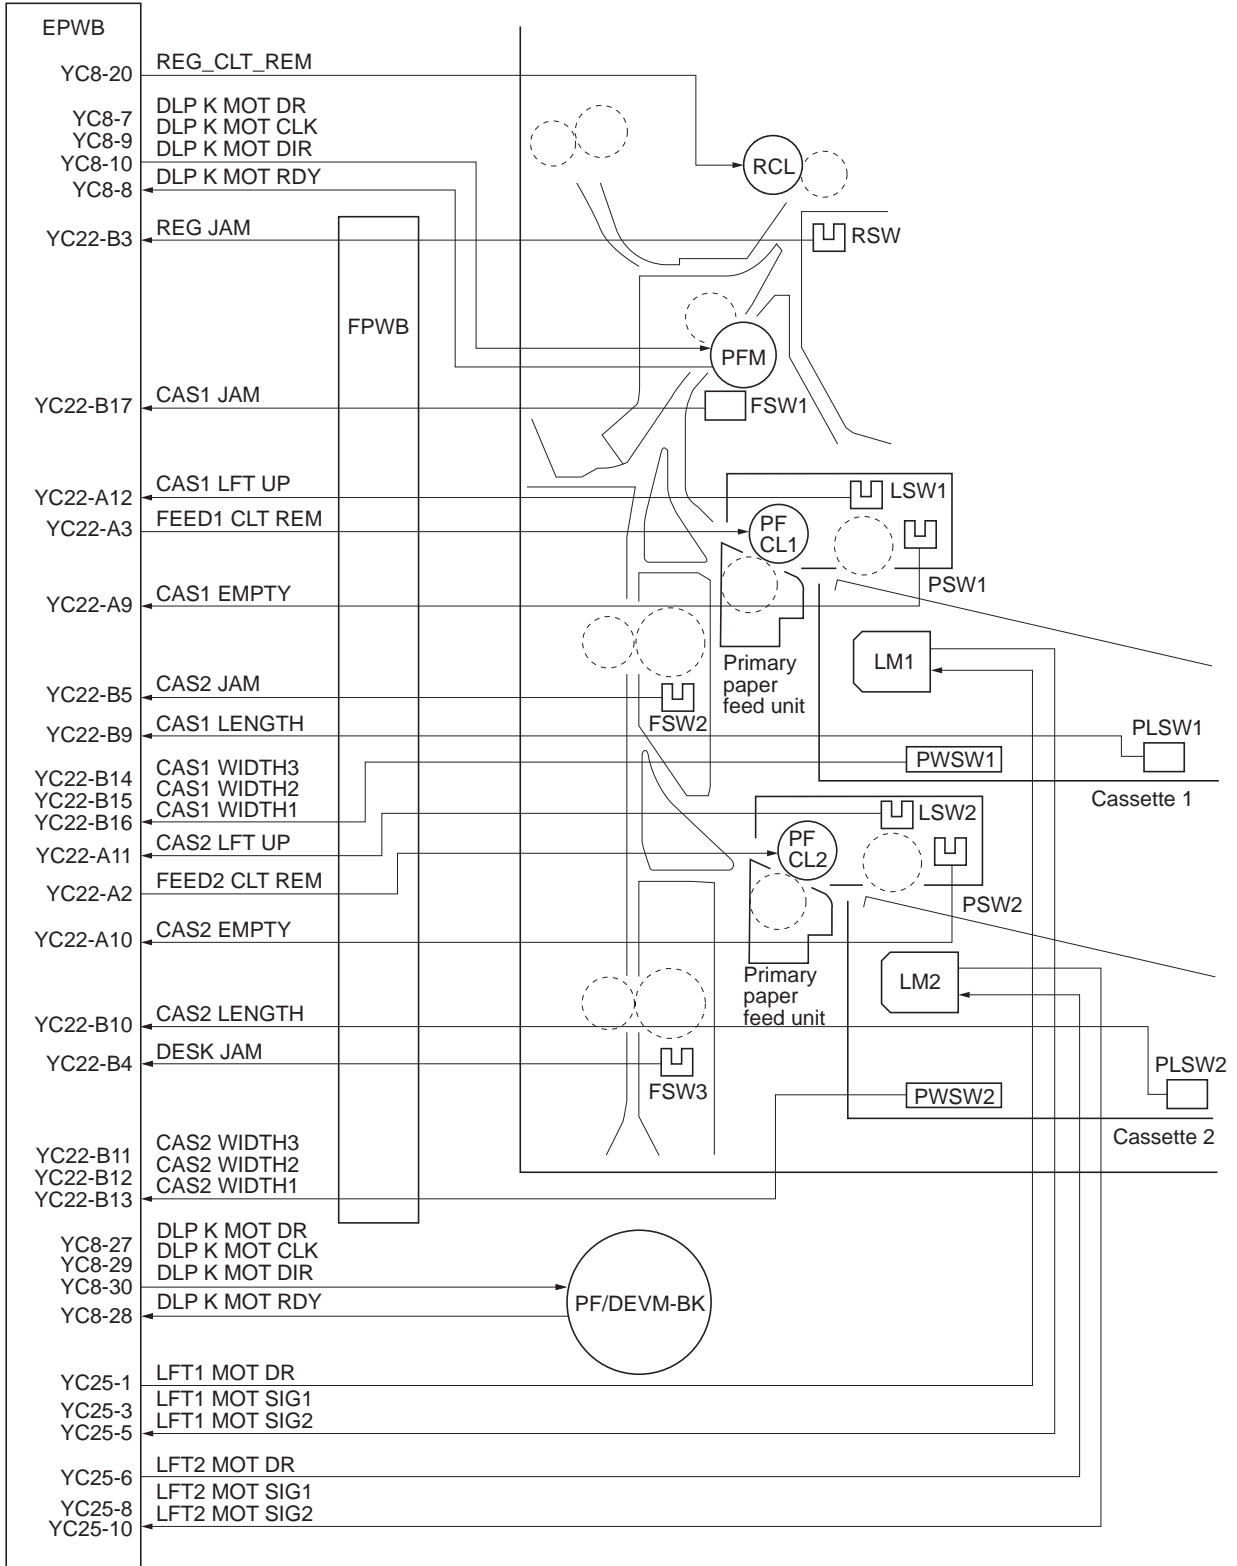 EPWB
YC8-20 REG_CLT_REM
YC8-7 DLP K MOT DR
YC8-9 DLP K MOT CLK
YC8-10 DLP K MOT DIR
YC8-8 DLP K MOT RDY
RCL
YC22-B3 REG JAM
RSW
FPWB
PFM
YC22-B17 CAS1 JAM
FSW1
YC22-A12 CAS1 LFT UP
LSW1
YC22-A3 FEED1 CLT REM
PF
CL1
PSW1
YC22-A9 CAS1 EMPTY
Primary
paper
feed unit
LM1
YC22-B5 CAS2 JAM
FSW2
YC22-B9 CAS1 LENGTH
PLSW1
PWSW1
YC22-B14 CAS1 WIDTH3
YC22-B15 CAS1 WIDTH2
YC22-B16 CAS1 WIDTH1
Cassette 1
LSW2
YC22-A11 CAS2 LFT UP
PF
CL2
YC22-A2 FEED2 CLT REM
PSW2
YC22-A10 CAS2 EMPTY
Primary
paper
feed unit
LM2
YC22-B10 CAS2 LENGTH
YC22-B4 DESK JAM
FSW3
PLSW2
PWSW2
Cassette 2
YC22-B11 CAS2 WIDTH3
YC22-B12 CAS2 WIDTH2
YC22-B13 CAS2 WIDTH1
YC8-27 DLP K MOT DR
YC8-29 DLP K MOT CLK
YC8-30 DLP K MOT DIR
YC8-28 DLP K MOT RDY
PF/DEVM-BK
YC25-1 LFT1 MOT DR
YC25-3 LFT1 MOT SIG1
YC25-5 LFT1 MOT SIG2
YC25-6 LFT2 MOT DR
YC25-8 LFT2 MOT SIG1
YC25-10 LFT2 MOT SIG2